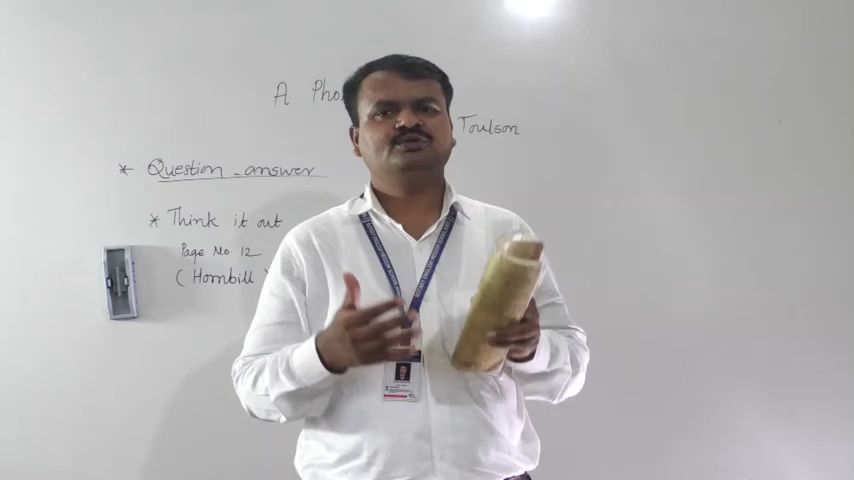 A Pho
Toulson
* Question - answer
* Think it out
Page No. 12
(Hornbill)